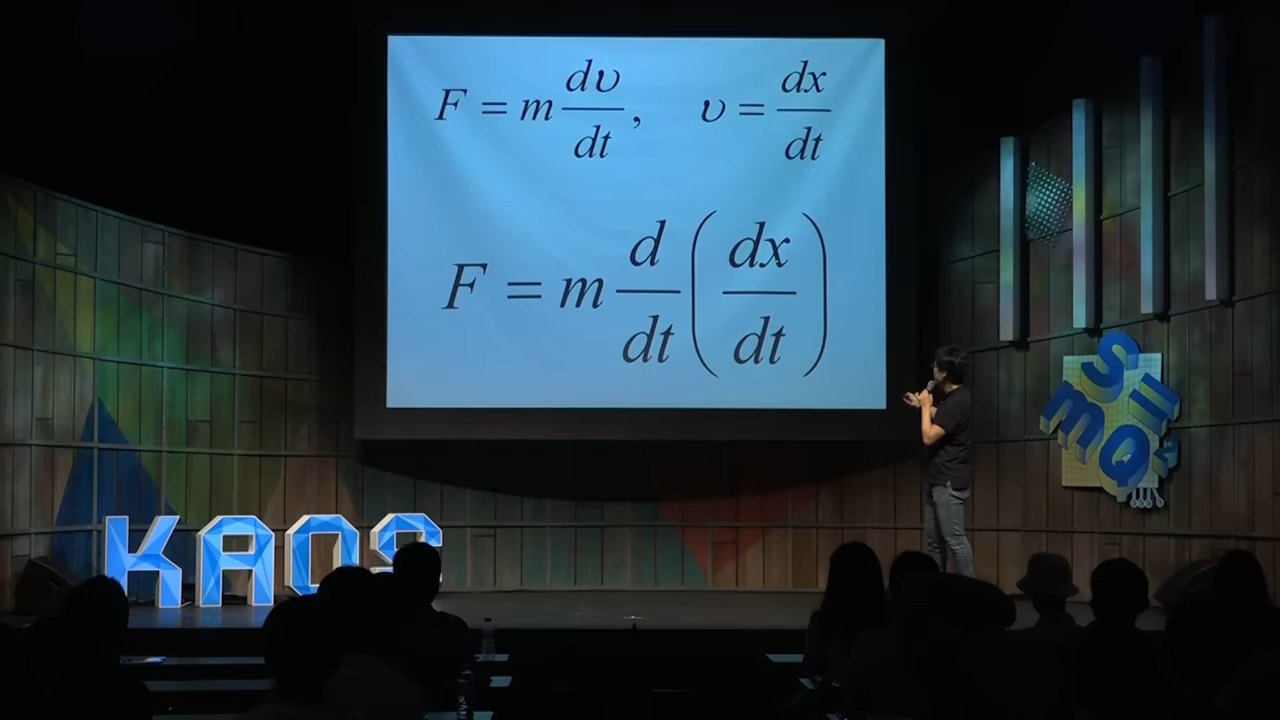 F = m dυ/dt, υ = dx/dt
F = m d/dt (dx/dt)
KAOS